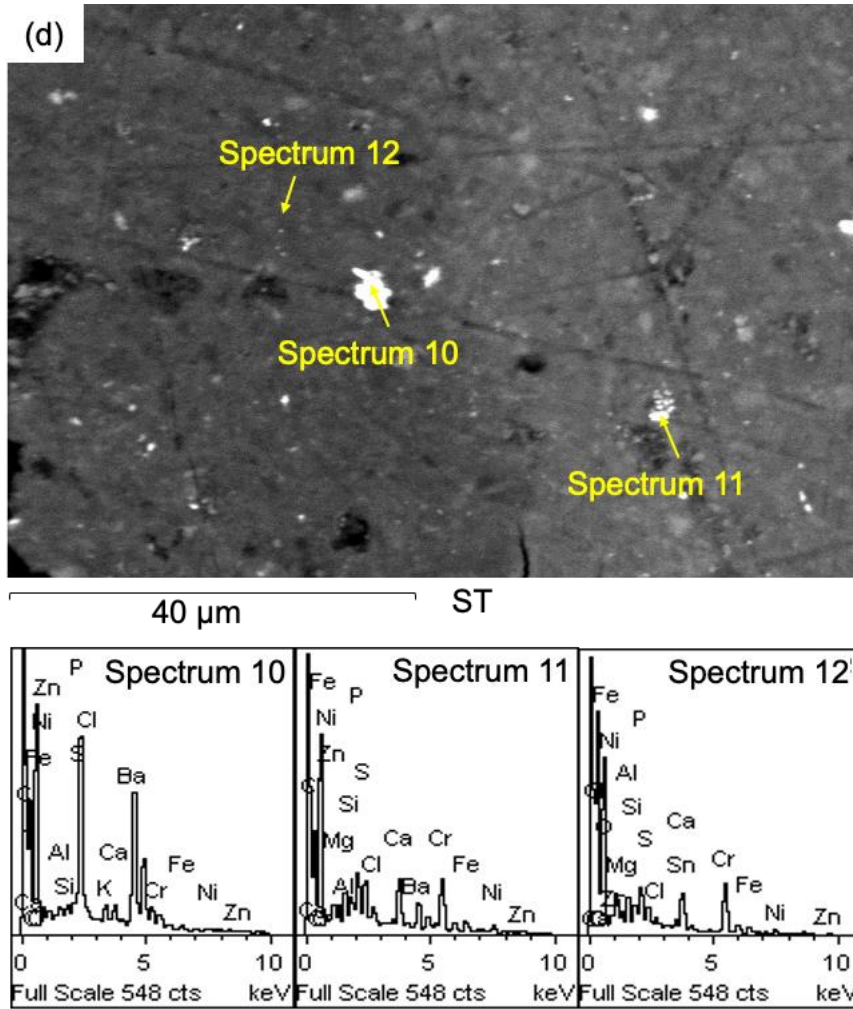 (d)
Spectrum 12
Spectrum 10
Spectrum 11
40 µm
ST
Spectrum 10
P
Zn
Ni
Cl
Fe
S
Ba
C
Al
Ca
Fe
Si
K
Cr
Ni
Zn
Ca
0 5 10
Full Scale 548 cts keV
Spectrum 11
Fe
P
Ni
Zn
S
Si
Mg
Ca
Cr
Al
Cl
Ba
Fe
Ni
Zn
0 5 10
Full Scale 548 cts keV
Spectrum 12
Fe
P
Ni
Al
Si
Ca
S
Mg
Sn
Cr
Cl
Fe
Ni
Zn
0 5 10
Full Scale 548 cts keV